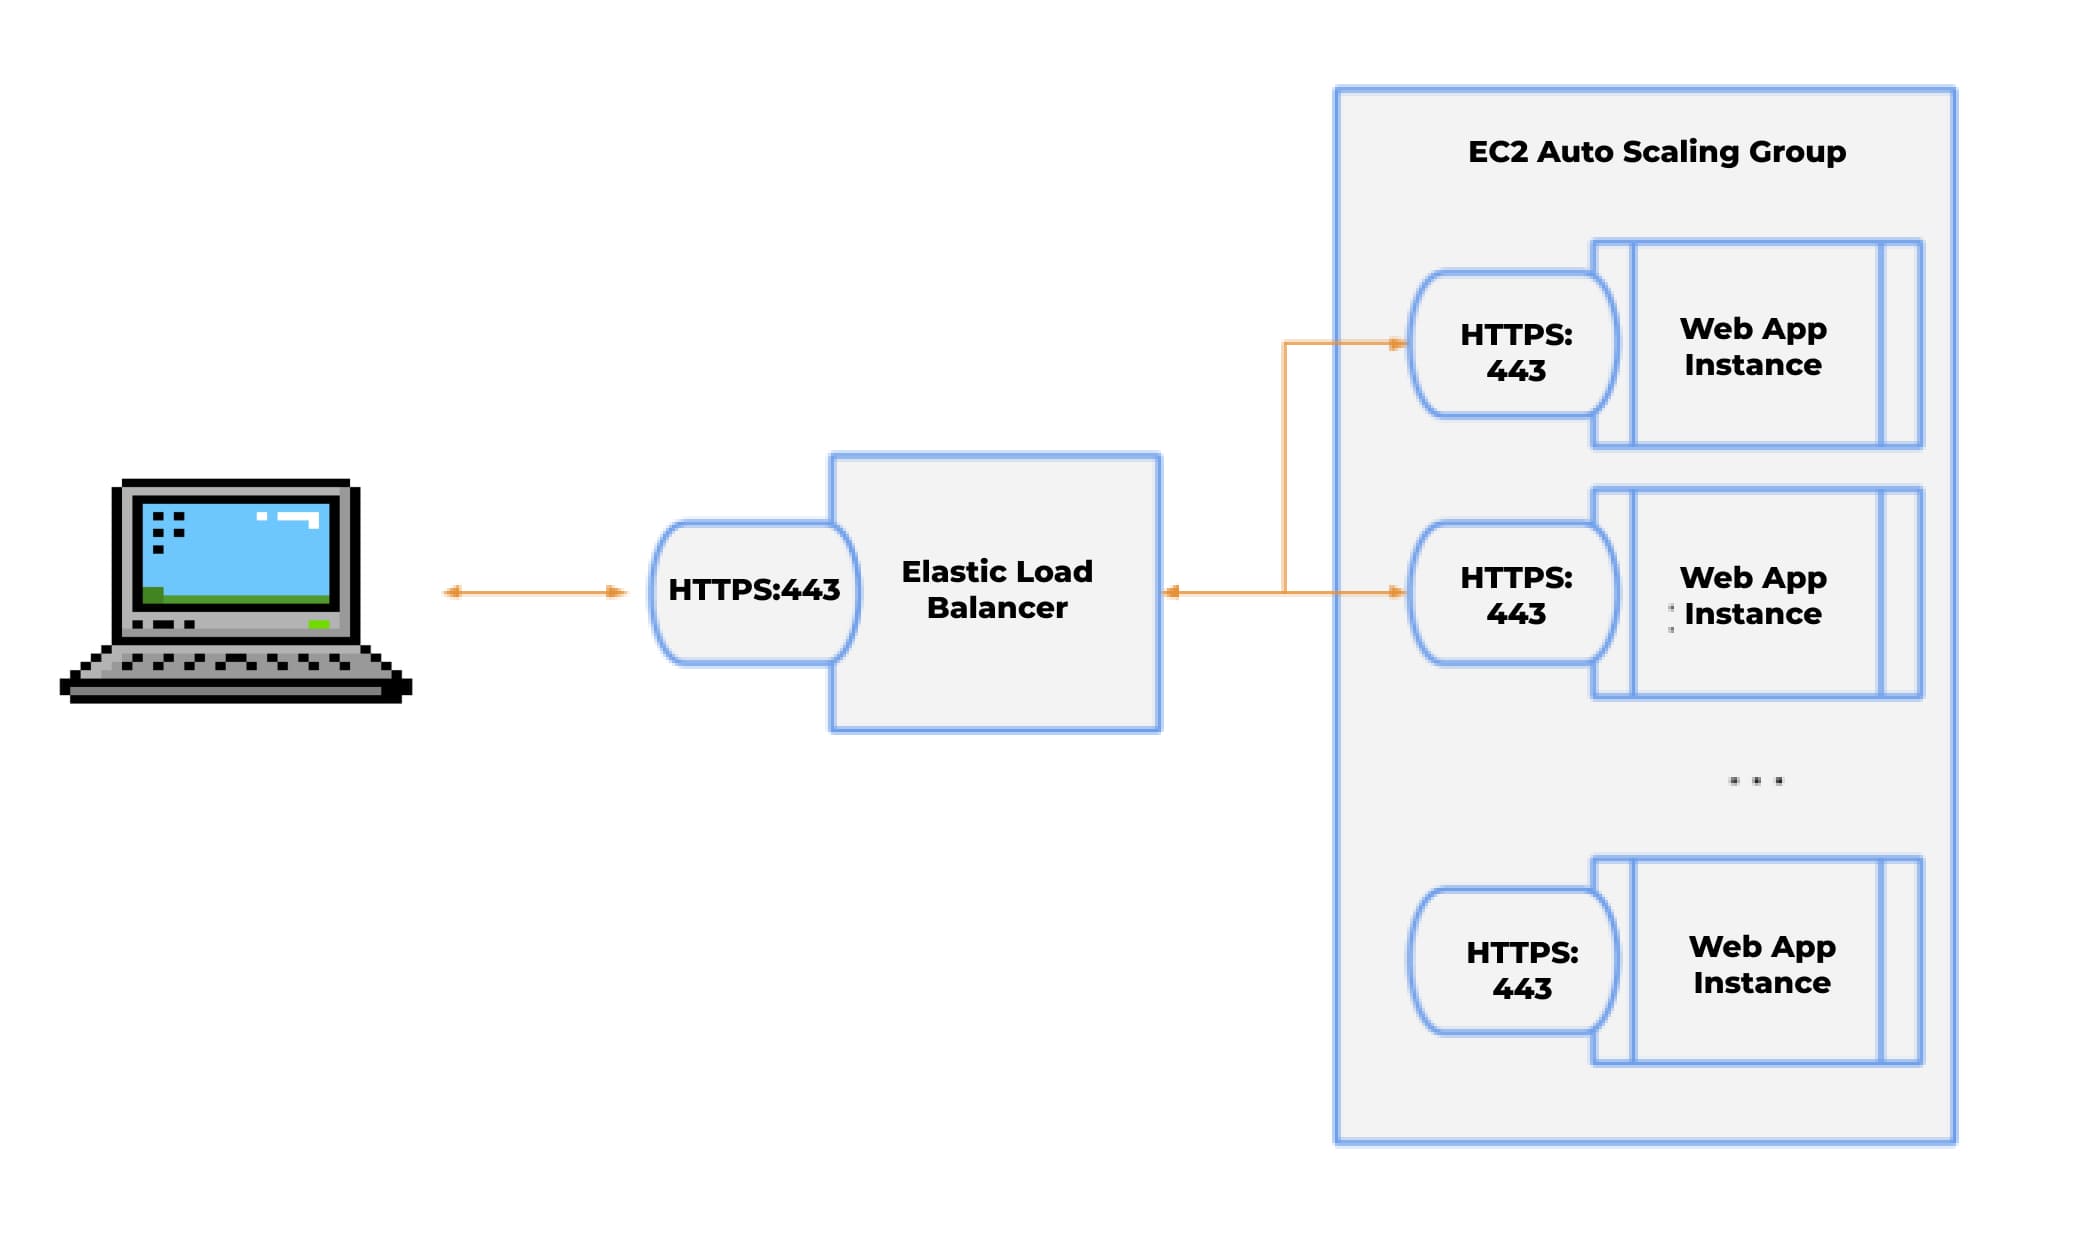 EC2 Auto Scaling Group
HTTPS:
443
Web App
Instance
HTTPS:443
Elastic Load
Balancer
HTTPS:
443
Web App
: Instance
...
HTTPS:
443
Web App
Instance